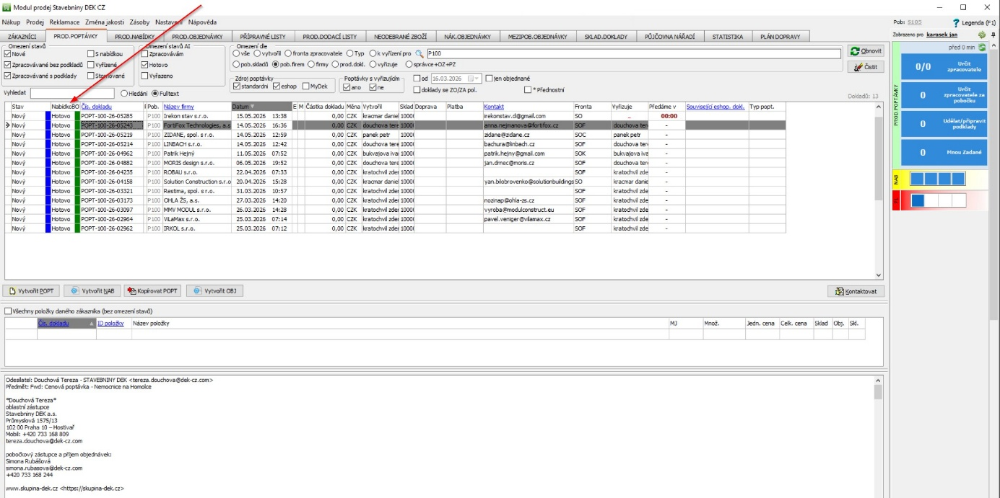 Modul prodej Stavebniny DEK CZ
Nákup Prodej Reklamace Změna jakosti Zásoby Nastavení Nápověda
Pob: S105 ? Legenda (F1)
ZÁKAZNÍCI PROD.POPTÁVKY PROD.NABÍDKY PROD.OBJEDNÁVKY PŘÍPRAVNÉ LISTY PROD.DODACÍ LISTY NEODEBRANÉ ZBOŽÍ NÁK.OBJEDNÁVKY MEZIPOB.OBJEDNÁVKY SKLAD.DOKLADY PŮJČOVNA NÁŘADÍ STATISTIKA PLÁN DOPRAVY
Zobrazeno pro karasek jan
před 0 min
Omezení stavů
Nové S nabídkou
Zpracovávané bez podkladů Vyřízené
Zpracovávané s podklady Stornované
Omezení stavů AI
Zpracovávám
Hotovo
Vyřazeno
Omezení dle
vše vytvořil fronta zpracovatele Typ k vyřízení pro P100
pob.skladů pob.firem firmy prod.dokl. vyřizuje správce+OZ+PZ
Zdroj poptávky
standardní eshop MyDek
Poptávky s vyřizujícím
ano ne
od 16.03.2026 jen objednané
doklady se ZO/ZA pol. * Přednostní
Obnovit
Čistit
Vyhledat Hledání Fulltext
Dokladů: 13
Stav Nabídko BO Čís. dokladu Pob. Název firmy Datum E M Částka dokladu Měna Vytvořil Sklad Doprava Platba Kontakt Fronta Vyřizuje Předáme v Související eshop. dokl. Typ popt.
Nový Hotovo POPT-100-26-05285 P100 Irekon stav s.r.o. 15.05.2026 13:38 0,00 CZK kracmar daniel 1000 irekonstav.d@gmail.com SO 00:00
Nový Hotovo POPT-100-26-05243 P100 FortiFox Technologies, a.s 14.05.2026 16:36 0,00 CZK douchova tere 1000 anna.nejmanova@fortifox.cz SOF douchova tere -
Nový Hotovo POPT-100-26-05219 P100 ZIDANE, spol. s r.o. 14.05.2026 12:59 0,00 CZK panek petr 1000 zidane@zidane.cz SOC panek petr -
Nový Hotovo POPT-100-26-05214 P100 LINBACH s.r.o. 14.05.2026 12:42 0,00 CZK douchova tere 1000 bachura@linbach.cz SOF douchova tere -
Nový Hotovo POPT-100-26-04962 P100 Patrik Hejný 11.05.2026 07:52 0,00 CZK bukvajova iva 1000 patrik.hejny@gmail.com SOK bukvajova iva -
Nový Hotovo POPT-100-26-04882 P100 MORIS design s.r.o. 06.05.2026 19:52 0,00 CZK douchova tere 1000 jan.drnec@moris.cz SOF douchova tere -
Nový Hotovo POPT-100-26-04235 P100 ROBAU s.r.o. 22.04.2026 07:33 0,00 CZK kratochvil zder 1000 SOF kratochvil zder -
Nový Hotovo POPT-100-26-04158 P100 Solution Construction s.r.o 20.04.2026 15:28 0,00 CZK kracmar daniel 1000 yan.bilobrovenko@solutionbuildings SO kracmar daniel -
Nový Hotovo POPT-100-26-03321 P100 Restima, spol. s r.o. 31.03.2026 10:57 0,00 CZK kratochvil zder 1000 SOF kratochvil zder -
Nový Hotovo POPT-100-26-03173 P100 OHLA ŽS, a.s. 27.03.2026 14:20 0,00 CZK kratochvil zder 1000 nozinap@ohla-zs.cz SOF kratochvil zder -
Nový Hotovo POPT-100-26-03097 P100 MMV MODUL s.r.o. 26.03.2026 14:28 0,00 CZK kratochvil zder 1000 vyroba@modulconstruct.eu SOF kratochvil zder -
Nový Hotovo POPT-100-26-02964 P100 ViLaMax s.r.o. 25.03.2026 07:14 0,00 CZK kratochvil zder 1000 pavel.veniger@vilamax.cz SOF kratochvil zder -
Nový Hotovo POPT-100-26-02962 P100 IRKOL s.r.o. 25.03.2026 07:12 0,00 CZK kratochvil zder 1000 SOF kratochvil zder -
Vytvořit POPT Vytvořit NAB Kopírovat POPT Vytvořit OBJ Kontaktovat
Všechny položky daného zákazníka (bez omezení stavů)
Čís. dokladu ID položky Název položky MJ Množ. Jedn. cena Celk. cena Sklad Obj. Skl.
Odesílatel: Douchová Tereza - STAVEBNINY DEK <tereza.douchova@dek-cz.com>
Předmět: Fwd: Cenová poptávka - Nemocnice na Homolce
*Douchová Tereza*
oblastní zástupce
Stavebniny DEK a.s.
Průmyslová 1575/13
102 00 Praha 10 – Hostivař
Mobil: +420 733 168 809
tereza.douchova@dek-cz.com
pobočkový zástupce a příjem objednávek:
Simona Rubášová
simona.rubasova@dek-cz.com
+420 733 168 244
www.skupina-dek.cz <https://skupina-dek.cz>
PROD.POPTÁVKY
0/0 Určit zpracovatele
0 Určit zpracovatele za pobočku
0 Udělat/připravit podklady
0 Mnou Zadané
NAB